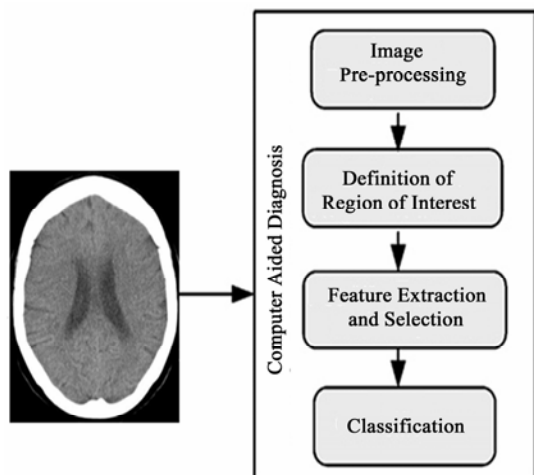 Image
Pre-processing
Definition of
Region of Interest
Feature Extraction
and Selection
Classification
Computer Aided Diagnosis